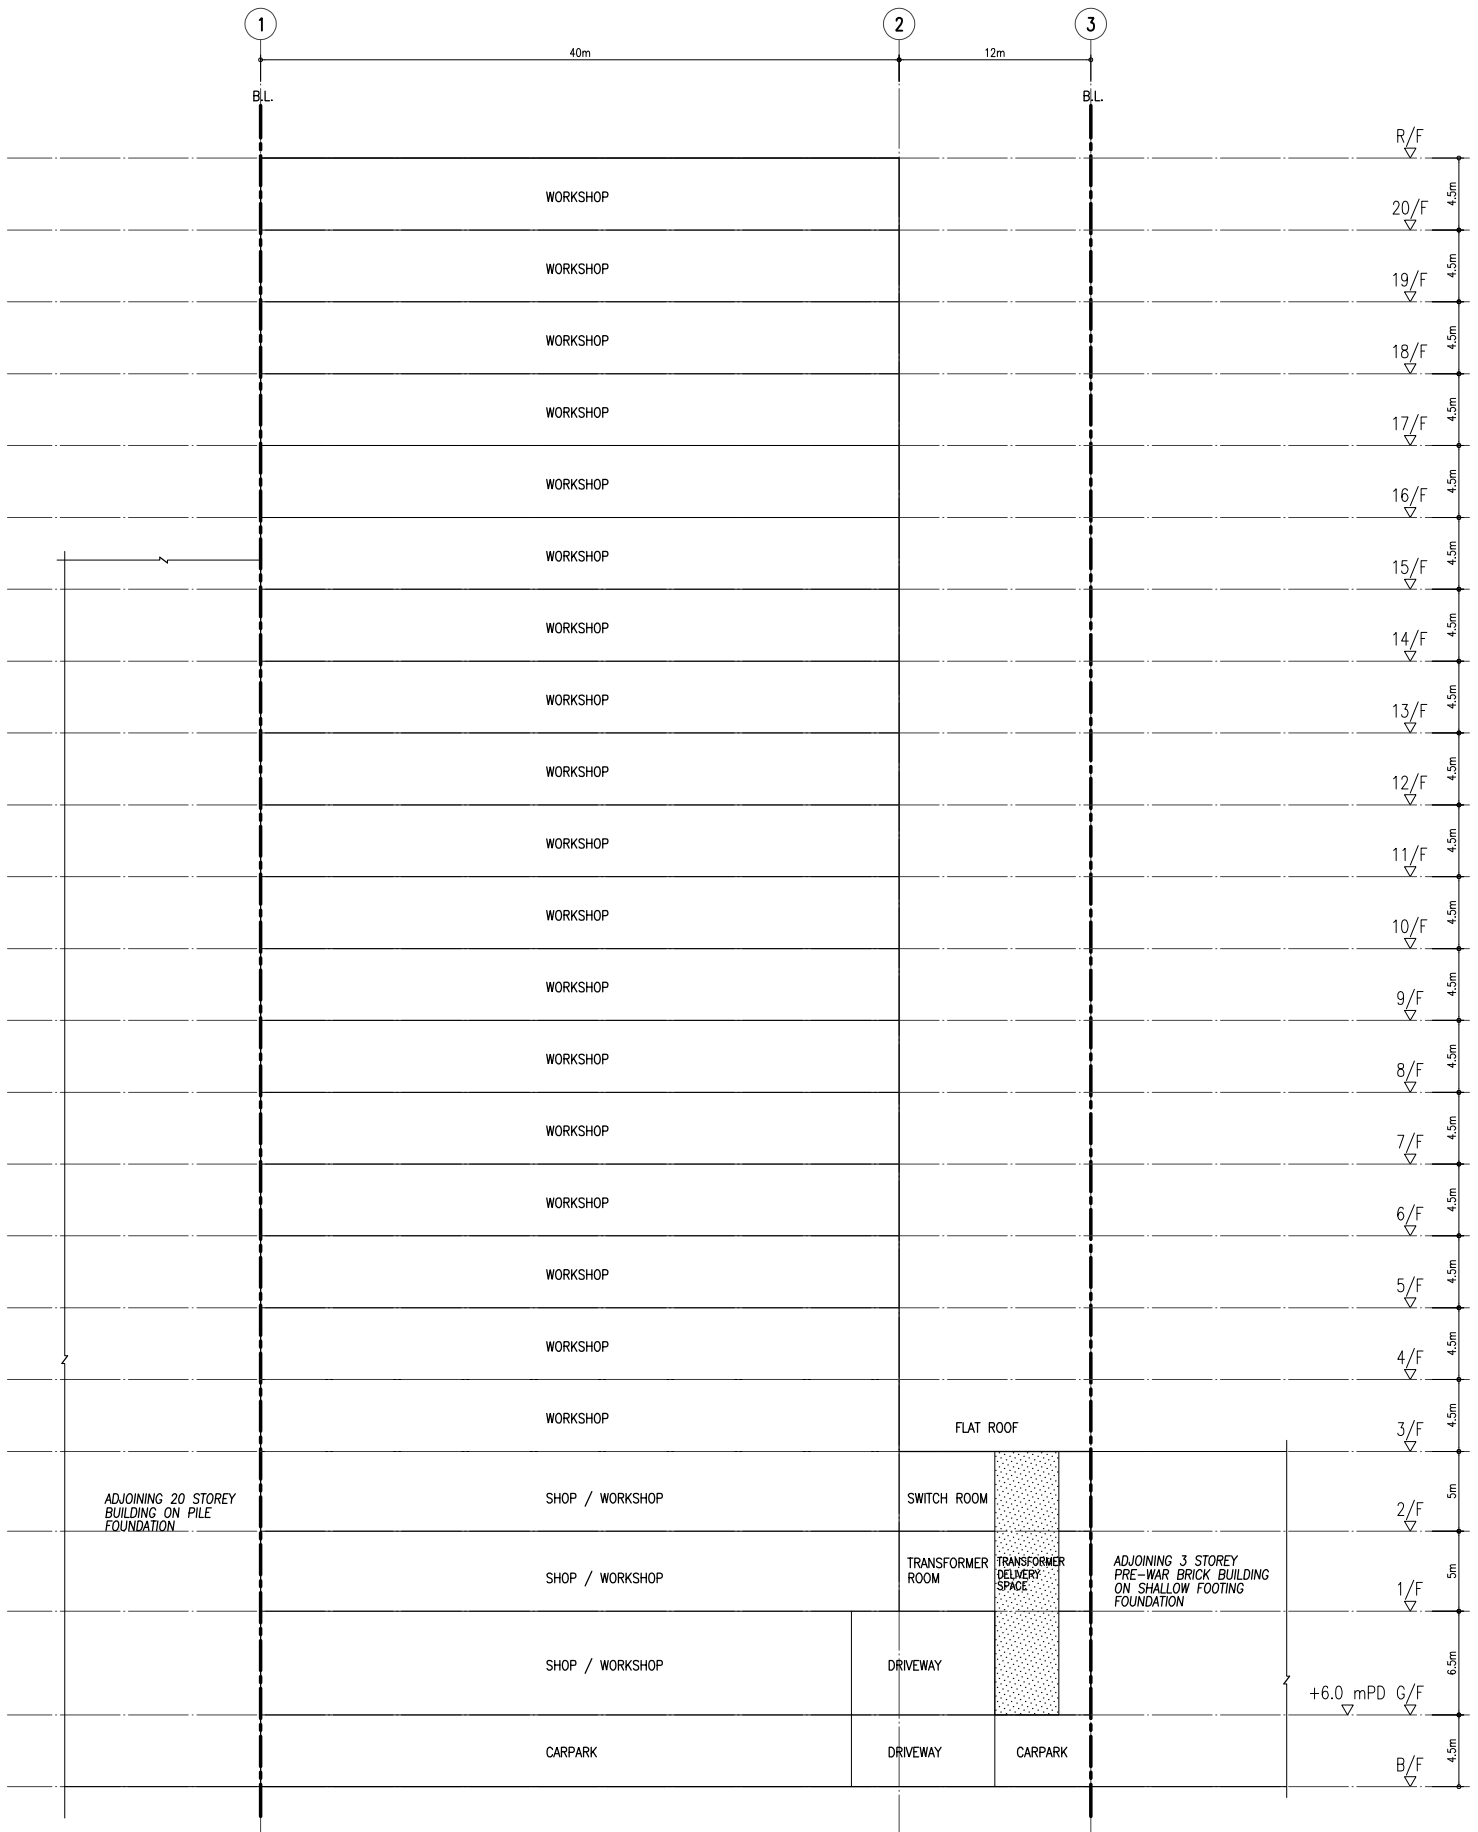 1
2
3
40m
12m
B.L.
B.L.
R/F
WORKSHOP
4.5m
20/F
WORKSHOP
4.5m
19/F
WORKSHOP
4.5m
18/F
WORKSHOP
4.5m
17/F
WORKSHOP
4.5m
16/F
WORKSHOP
4.5m
15/F
WORKSHOP
4.5m
14/F
WORKSHOP
4.5m
13/F
WORKSHOP
4.5m
12/F
WORKSHOP
4.5m
11/F
WORKSHOP
4.5m
10/F
WORKSHOP
4.5m
9/F
WORKSHOP
4.5m
8/F
WORKSHOP
4.5m
7/F
WORKSHOP
4.5m
6/F
WORKSHOP
4.5m
5/F
WORKSHOP
4.5m
4/F
WORKSHOP
FLAT ROOF
4.5m
3/F
ADJOINING 20 STOREY
BUILDING ON PILE
FOUNDATION
SHOP / WORKSHOP
SWITCH ROOM
5m
2/F
SHOP / WORKSHOP
TRANSFORMER
ROOM
TRANSFORMER
DELIVERY
SPACE
ADJOINING 3 STOREY
PRE-WAR BRICK BUILDING
ON SHALLOW FOOTING
FOUNDATION
5m
1/F
SHOP / WORKSHOP
DRIVEWAY
6.5m
+6.0 mPD G/F
CARPARK
DRIVEWAY
CARPARK
4.5m
B/F